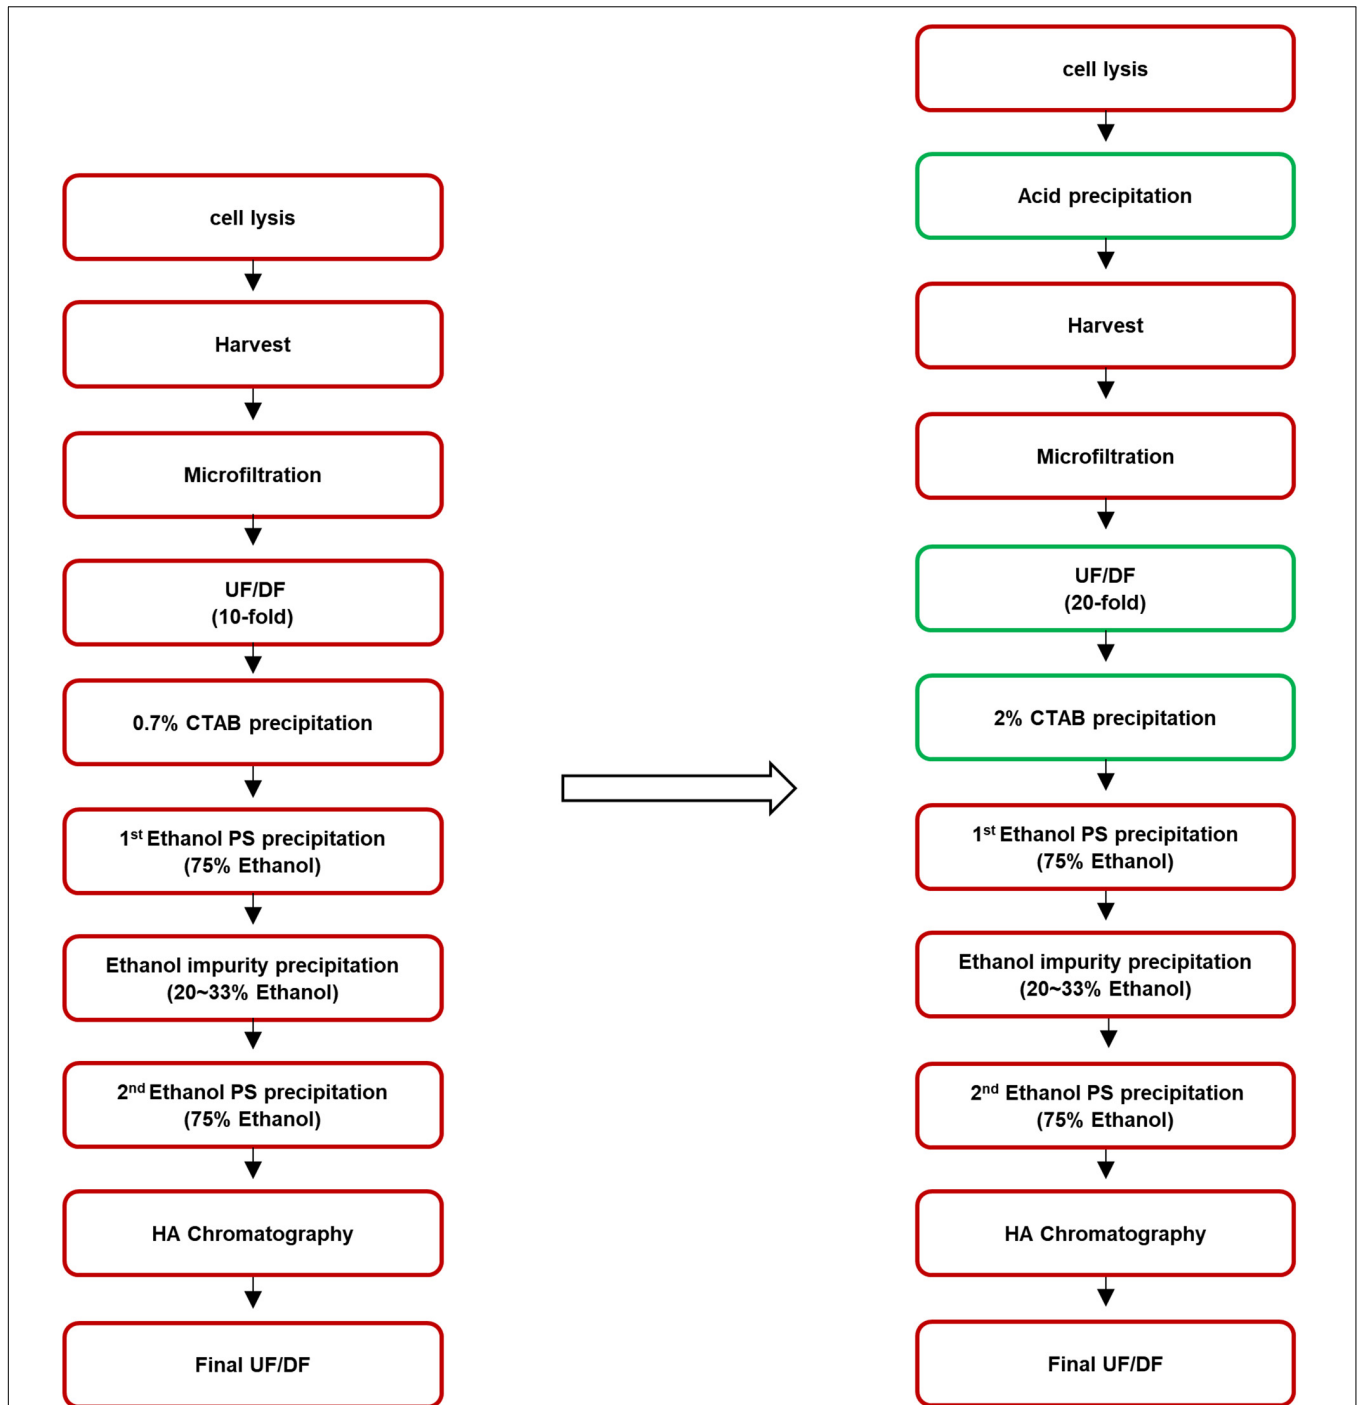 cell lysis
Harvest
Microfiltration
UF/DF
(10-fold)
0.7% CTAB precipitation
1st Ethanol PS precipitation
(75% Ethanol)
Ethanol impurity precipitation
(20~33% Ethanol)
2nd Ethanol PS precipitation
(75% Ethanol)
HA Chromatography
Final UF/DF
cell lysis
Acid precipitation
Harvest
Microfiltration
UF/DF
(20-fold)
2% CTAB precipitation
1st Ethanol PS precipitation
(75% Ethanol)
Ethanol impurity precipitation
(20~33% Ethanol)
2nd Ethanol PS precipitation
(75% Ethanol)
HA Chromatography
Final UF/DF